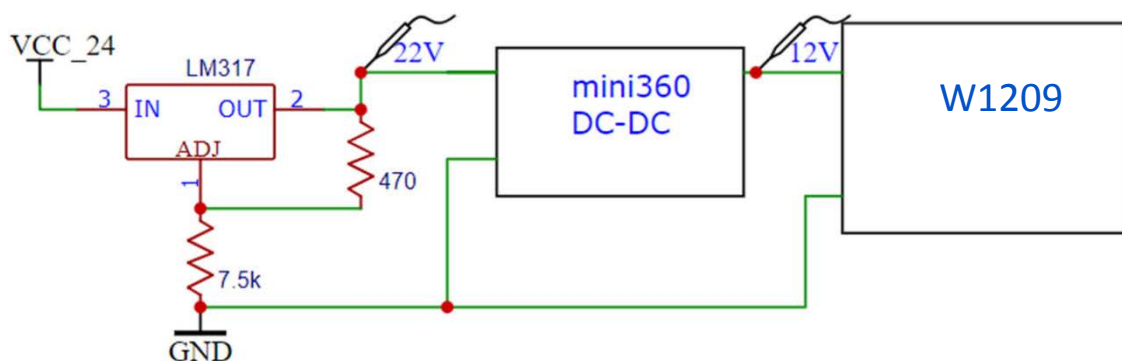 VCC_24
LM317
3 IN OUT 2
ADJ
1
470
7.5k
GND
22V
mini360
DC-DC
12V
W1209